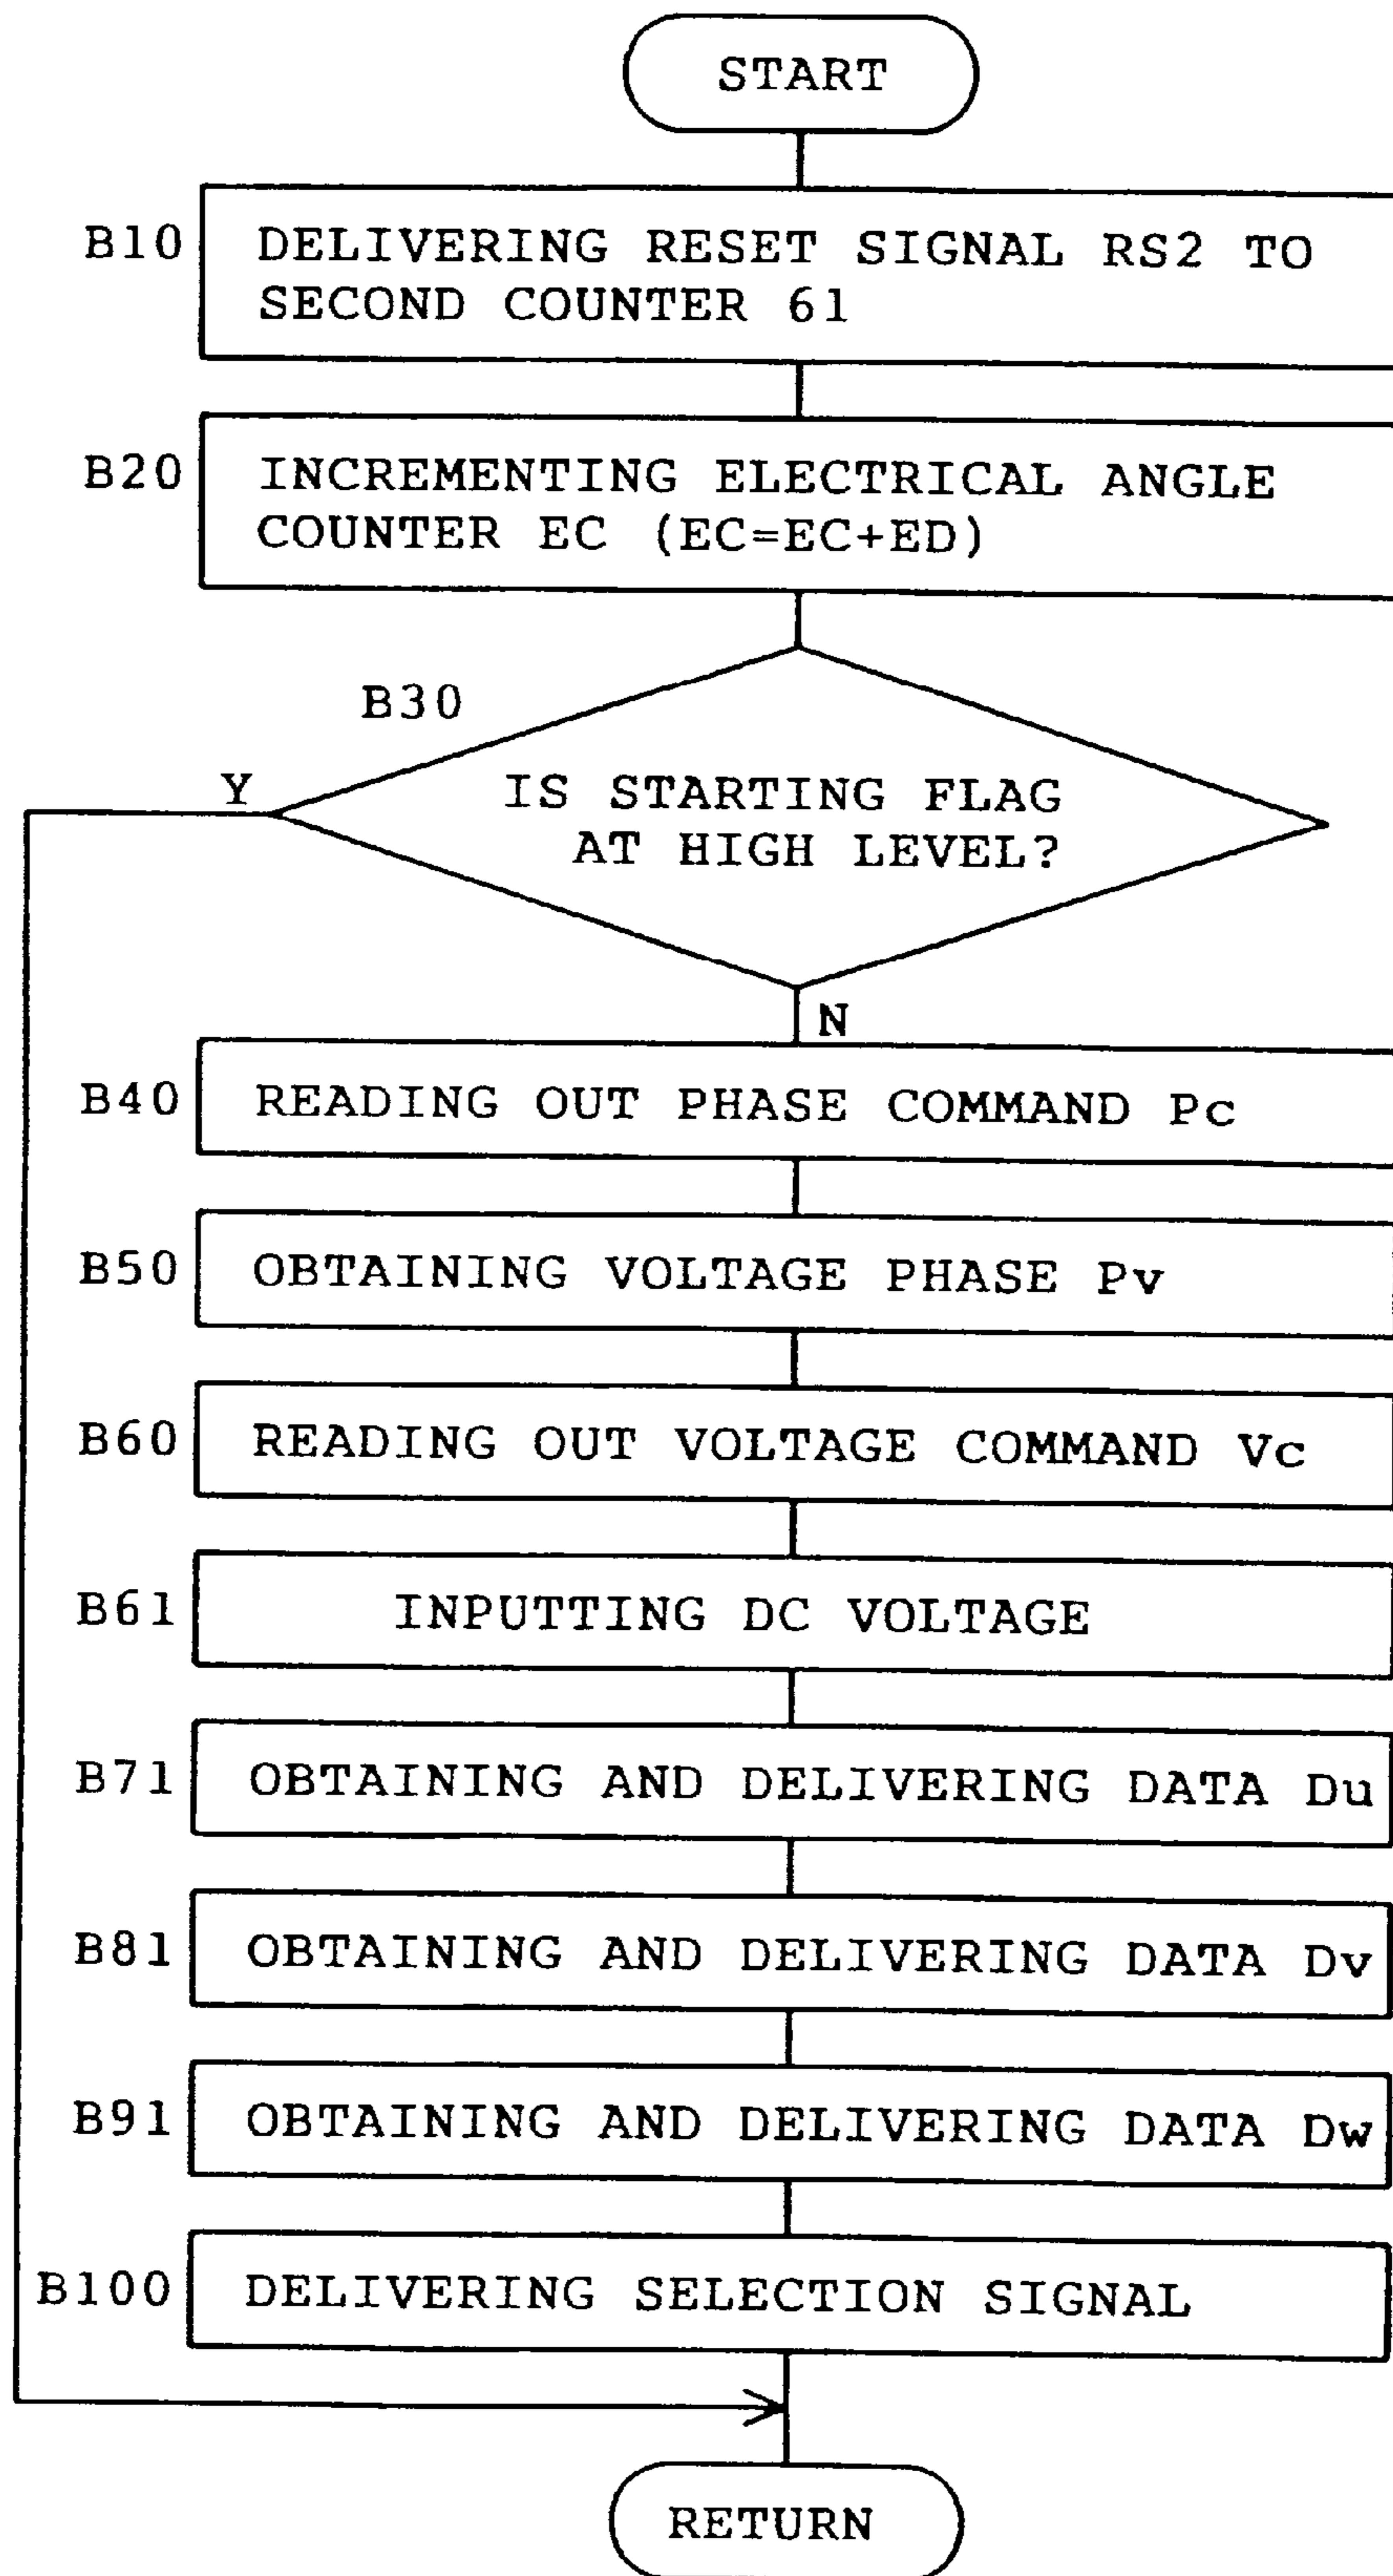 START
B10
DELIVERING RESET SIGNAL RS2 TO
SECOND COUNTER 61
B20
INCREMENTING ELECTRICAL ANGLE
COUNTER EC (EC=EC+ED)
B30
Y
IS STARTING FLAG
AT HIGH LEVEL?
N
B40
READING OUT PHASE COMMAND Pc
B50
OBTAINING VOLTAGE PHASE Pv
B60
READING OUT VOLTAGE COMMAND Vc
B61
INPUTTING DC VOLTAGE
B71
OBTAINING AND DELIVERING DATA Du
B81
OBTAINING AND DELIVERING DATA Dv
B91
OBTAINING AND DELIVERING DATA Dw
B100
DELIVERING SELECTION SIGNAL
RETURN